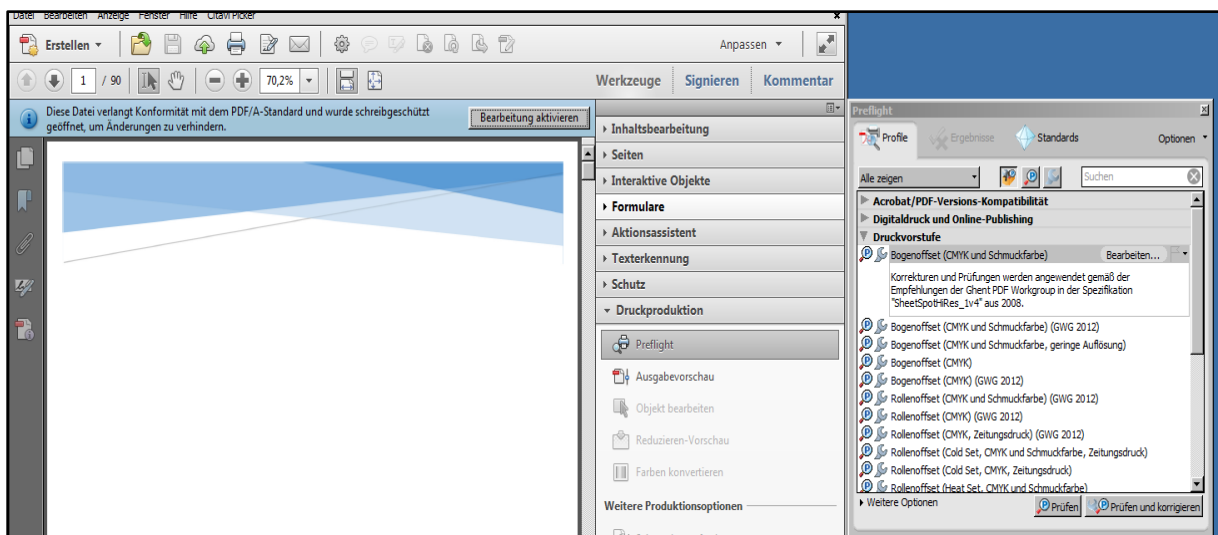 Datei Bearbeiten Anzeige Fenster Hilfe Citavi Picker
Erstellen
Anpassen
1 / 90
70,2%
Werkzeuge Signieren Kommentar
Diese Datei verlangt Konformität mit dem PDF/A-Standard und wurde schreibgeschützt
geöffnet, um Änderungen zu verhindern.
Bearbeitung aktivieren
Inhaltsbearbeitung
Seiten
Interaktive Objekte
Formulare
Aktionsassistent
Texterkennung
Schutz
Druckproduktion
Preflight
Ausgabevorschau
Objekt bearbeiten
Reduzieren-Vorschau
Farben konvertieren
Weitere Produktionsoptionen
Preflight
Profile Ergebnisse Standards Optionen
Alle zeigen
Suchen
Acrobat/PDF-Versions-Kompatibilität
Digitaldruck und Online-Publishing
Druckvorstufe
Bogenoffset (CMYK und Schmuckfarbe) Bearbeiten...
Korrekturen und Prüfungen werden angewendet gemäß der
Empfehlungen der Ghent PDF Workgroup in der Spezifikation
"SheetSpotHiRes_1v4" aus 2008.
Bogenoffset (CMYK und Schmuckfarbe) (GWG 2012)
Bogenoffset (CMYK und Schmuckfarbe, geringe Auflösung)
Bogenoffset (CMYK)
Bogenoffset (CMYK) (GWG 2012)
Rollenoffset (CMYK und Schmuckfarbe) (GWG 2012)
Rollenoffset (CMYK) (GWG 2012)
Rollenoffset (CMYK, Zeitungsdruck) (GWG 2012)
Rollenoffset (Cold Set, CMYK und Schmuckfarbe, Zeitungsdruck)
Rollenoffset (Cold Set, CMYK, Zeitungsdruck)
Rollenoffset (Heat Set, CMYK und Schmuckfarbe)
Weitere Optionen
Prüfen
Prüfen und korrigieren